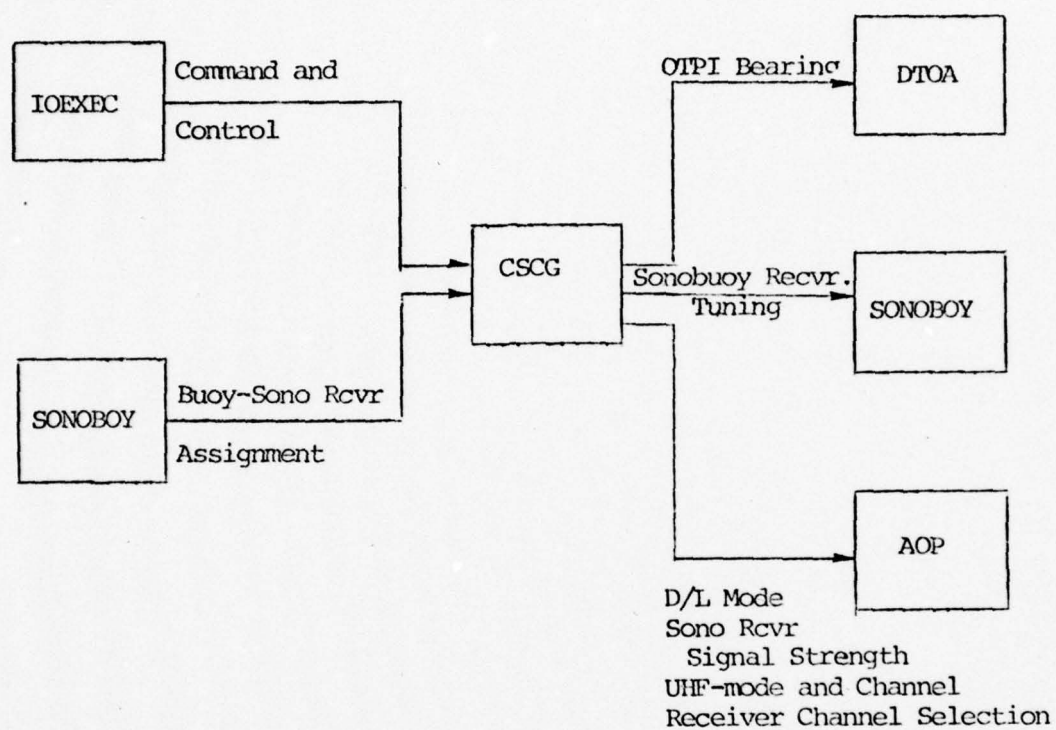 IOEXEC
Command and
Control
SONOBOY
Buoy-Sono Rcvr
Assignment
CSCG
OTPI Bearing
DTOA
Sonobuoy Recvr.
Tuning
SONOBOY
AOP
D/L Mode
Sono Rcvr
Signal Strength
UHF-mode and Channel
Receiver Channel Selection